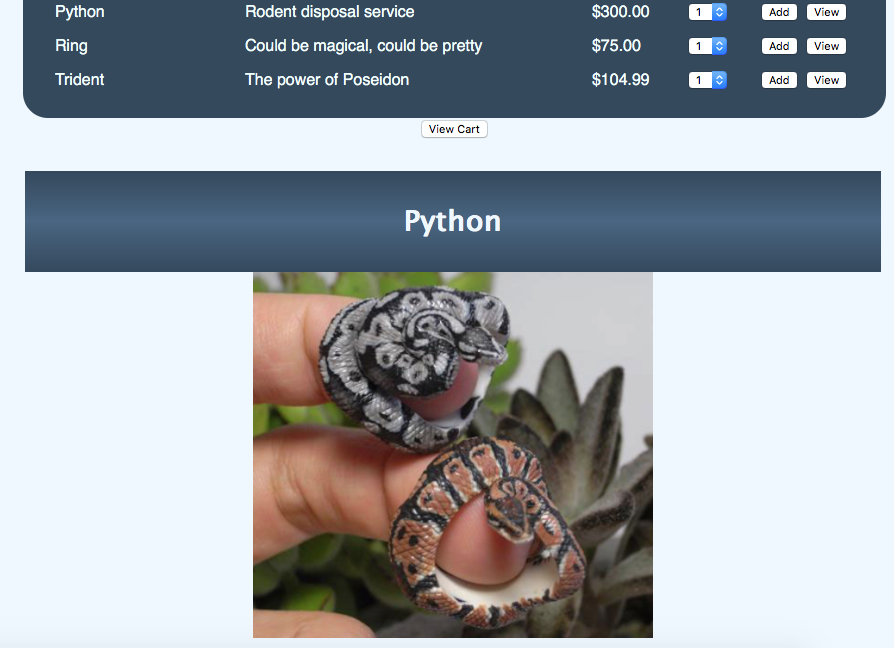 Python Rodent disposal service $300.00 1 Add View
Ring Could be magical, could be pretty $75.00 1 Add View
Trident The power of Poseidon $104.99 1 Add View
View Cart
Python